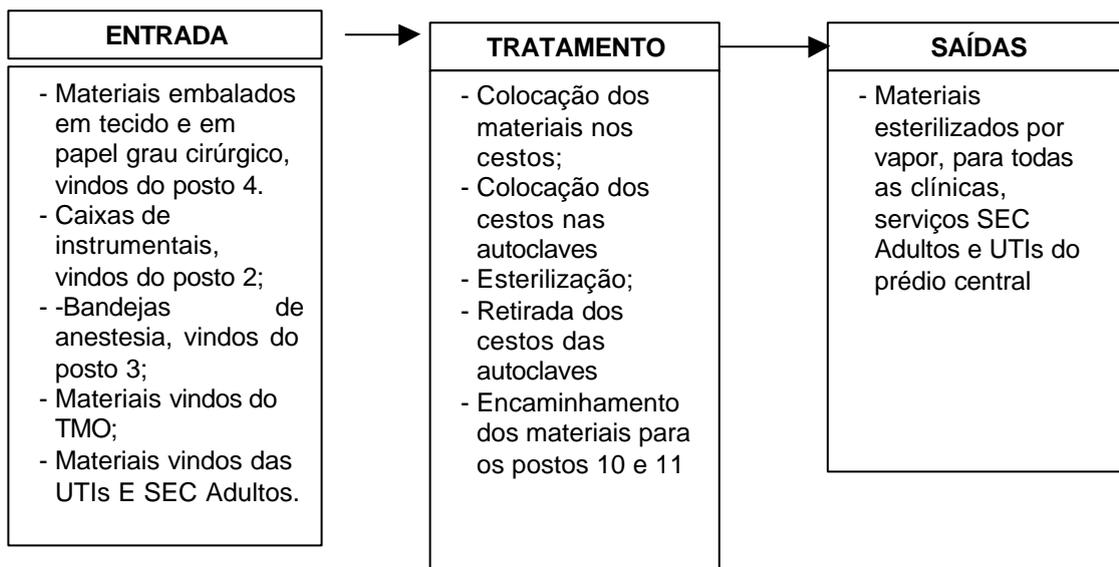 ENTRADA
- Materiais embalados
em tecido e em
papel grau cirúrgico,
vindos do posto 4.
- Caixas de
instrumentais,
vindos do posto 2;
- -Bandejas de
anestesia, vindos do
posto 3;
- Materiais vindos do
TMO;
- Materiais vindos das
UTIs E SEC Adultos.
TRATAMENTO
- Colocação dos
materiais nos
cestos;
- Colocação dos
cestos nas
autoclaves
- Esterilização;
- Retirada dos
cestos das
autoclaves
- Encaminhamento
dos materiais para
os postos 10 e 11
SAÍDAS
- Materiais
esterilizados por
vapor, para todas
as clínicas,
serviços SEC
Adultos e UTIs do
prédio central